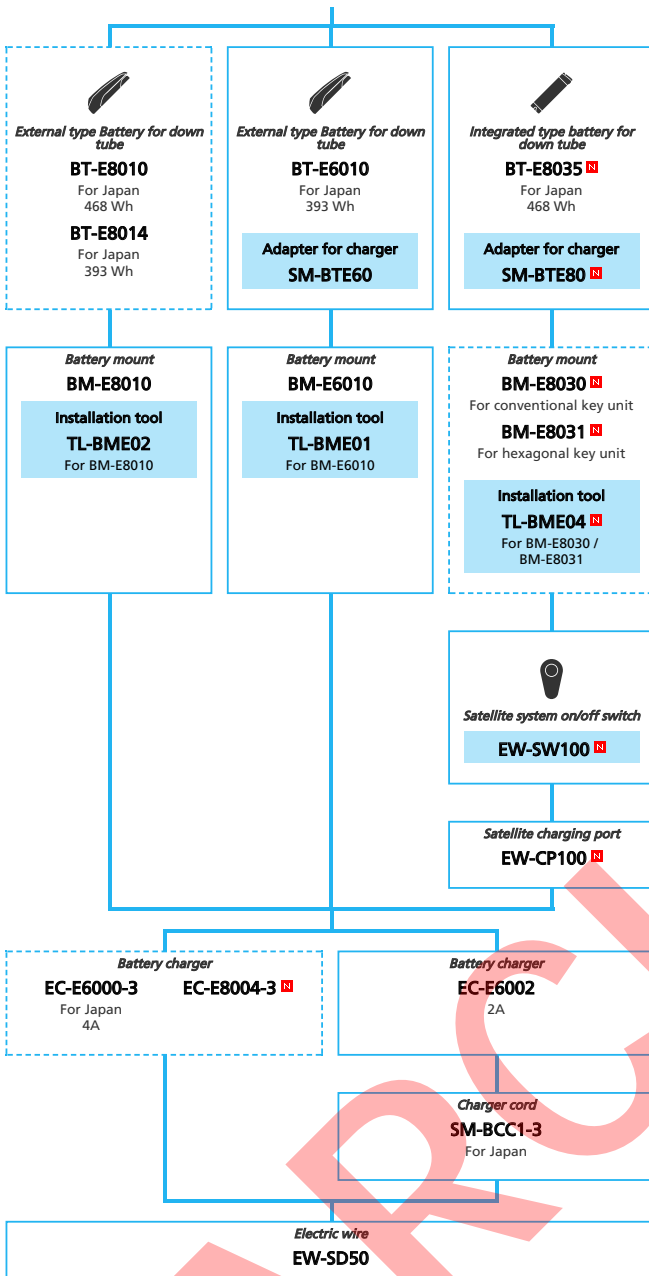 External type Battery for down
tube
BT-E8010
For Japan
468 Wh
BT-E8014
For Japan
393 Wh
External type Battery for down
tube
BT-E6010
For Japan
393 Wh
Adapter for charger
SM-BTE60
Integrated type battery for
down tube
BT-E8035 N
For Japan
468 Wh
Adapter for charger
SM-BTE80 N
Battery mount
BM-E8010
Installation tool
TL-BME02
For BM-E8010
Battery mount
BM-E6010
Installation tool
TL-BME01
For BM-E6010
Battery mount
BM-E8030 N
For conventional key unit
BM-E8031 N
For hexagonal key unit
Installation tool
TL-BME04 N
For BM-E8030 /
BM-E8031
Satellite system on/off switch
EW-SW100 N
Satellite charging port
EW-CP100 N
Battery charger
EC-E6000-3
For Japan
4A
EC-E8004-3 N
Battery charger
EC-E6002
2A
Charger cord
SM-BCC1-3
For Japan
Electric wire
EW-SD50